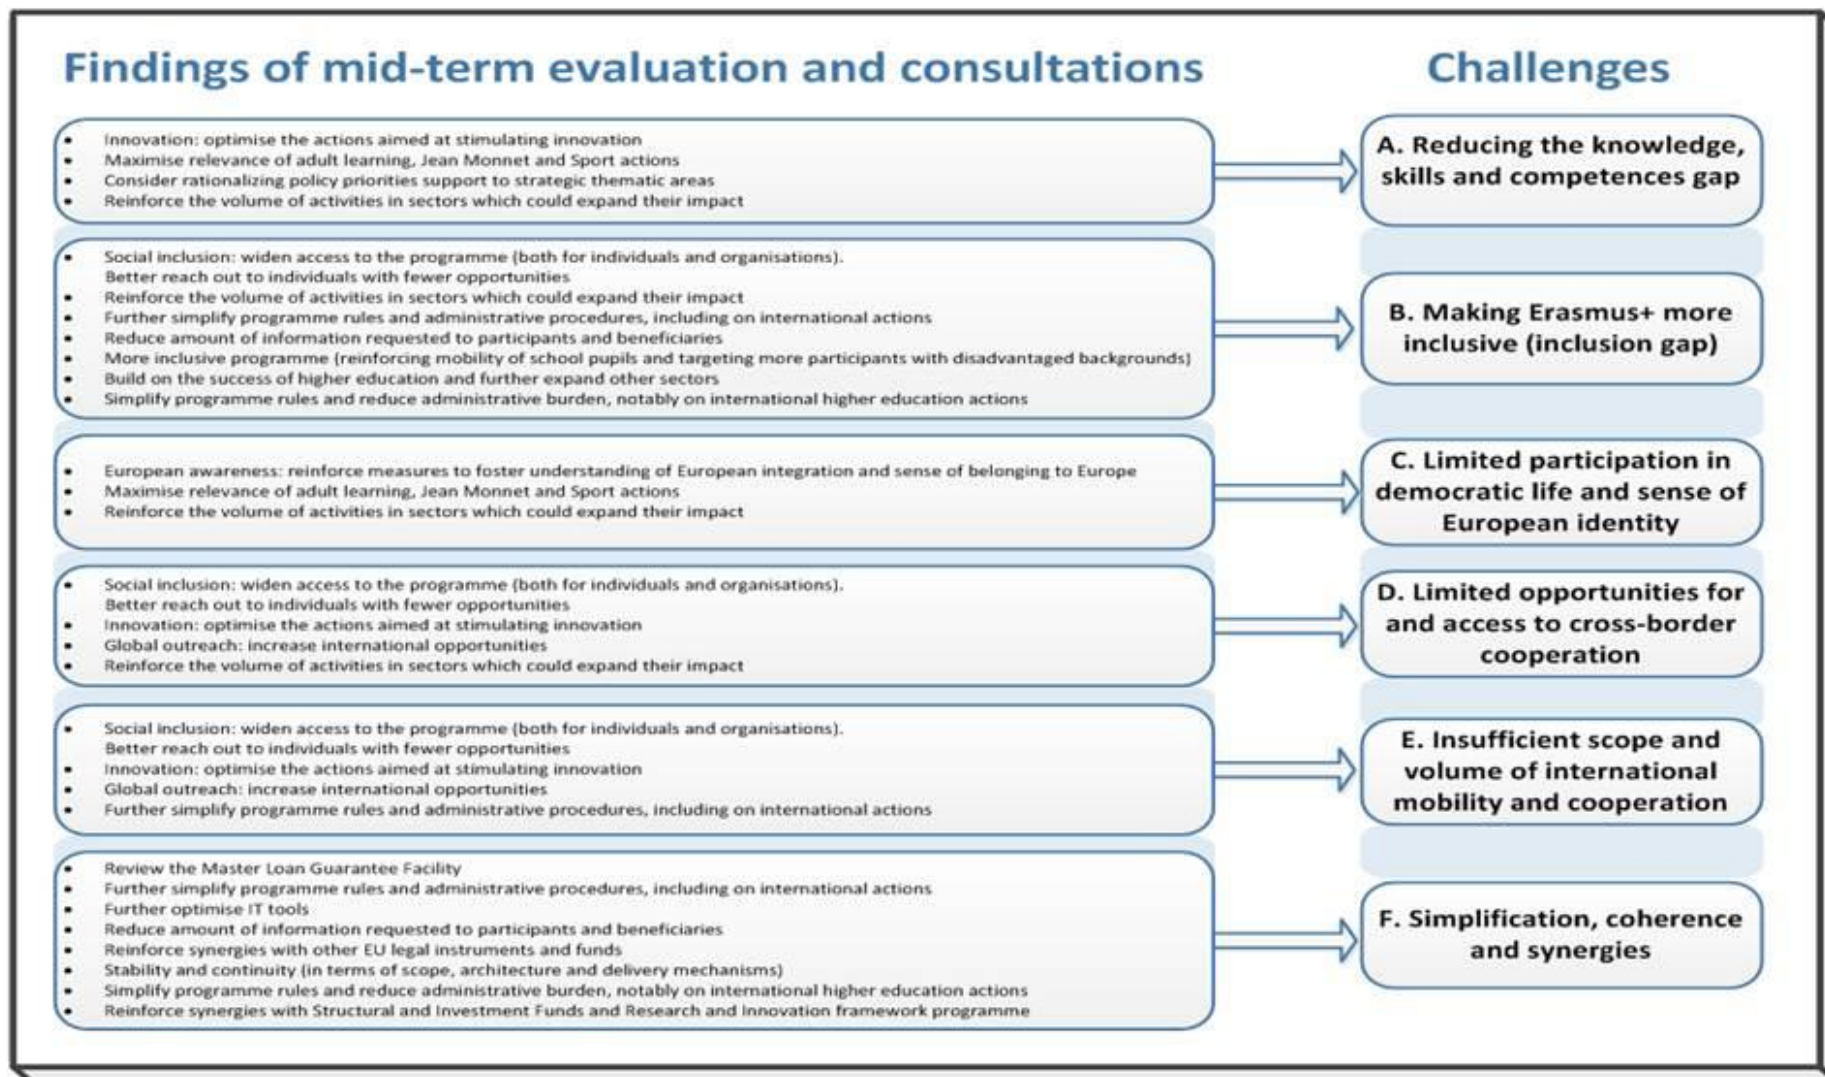 Findings of mid-term evaluation and consultations
Challenges
• Innovation: optimise the actions aimed at stimulating innovation
• Maximise relevance of adult learning, Jean Monnet and Sport actions
• Consider rationalizing policy priorities support to strategic thematic areas
• Reinforce the volume of activities in sectors which could expand their impact
A. Reducing the knowledge,
skills and competences gap
• Social inclusion: widen access to the programme (both for individuals and organisations).
Better reach out to individuals with fewer opportunities
• Reinforce the volume of activities in sectors which could expand their impact
• Further simplify programme rules and administrative procedures, including on international actions
• Reduce amount of information requested to participants and beneficiaries
• More inclusive programme (reinforcing mobility of school pupils and targeting more participants with disadvantaged backgrounds)
• Build on the success of higher education and further expand other sectors
• Simplify programme rules and reduce administrative burden, notably on international higher education actions
B. Making Erasmus+ more
inclusive (inclusion gap)
• European awareness: reinforce measures to foster understanding of European integration and sense of belonging to Europe
• Maximise relevance of adult learning, Jean Monnet and Sport actions
• Reinforce the volume of activities in sectors which could expand their impact
C. Limited participation in
democratic life and sense of
European identity
• Social inclusion: widen access to the programme (both for individuals and organisations).
Better reach out to individuals with fewer opportunities
• Innovation: optimise the actions aimed at stimulating innovation
• Global outreach: increase international opportunities
• Reinforce the volume of activities in sectors which could expand their impact
D. Limited opportunities for
and access to cross-border
cooperation
• Social inclusion: widen access to the programme (both for individuals and organisations).
Better reach out to individuals with fewer opportunities
• Innovation: optimise the actions aimed at stimulating innovation
• Global outreach: increase international opportunities
• Further simplify programme rules and administrative procedures, including on international actions
E. Insufficient scope and
volume of international
mobility and cooperation
• Review the Master Loan Guarantee Facility
• Further simplify programme rules and administrative procedures, including on international actions
• Further optimise IT tools
• Reduce amount of information requested to participants and beneficiaries
• Reinforce synergies with other EU legal instruments and funds
• Stability and continuity (in terms of scope, architecture and delivery mechanisms)
• Simplify programme rules and reduce administrative burden, notably on international higher education actions
• Reinforce synergies with Structural and Investment Funds and Research and Innovation framework programme
F. Simplification, coherence
and synergies